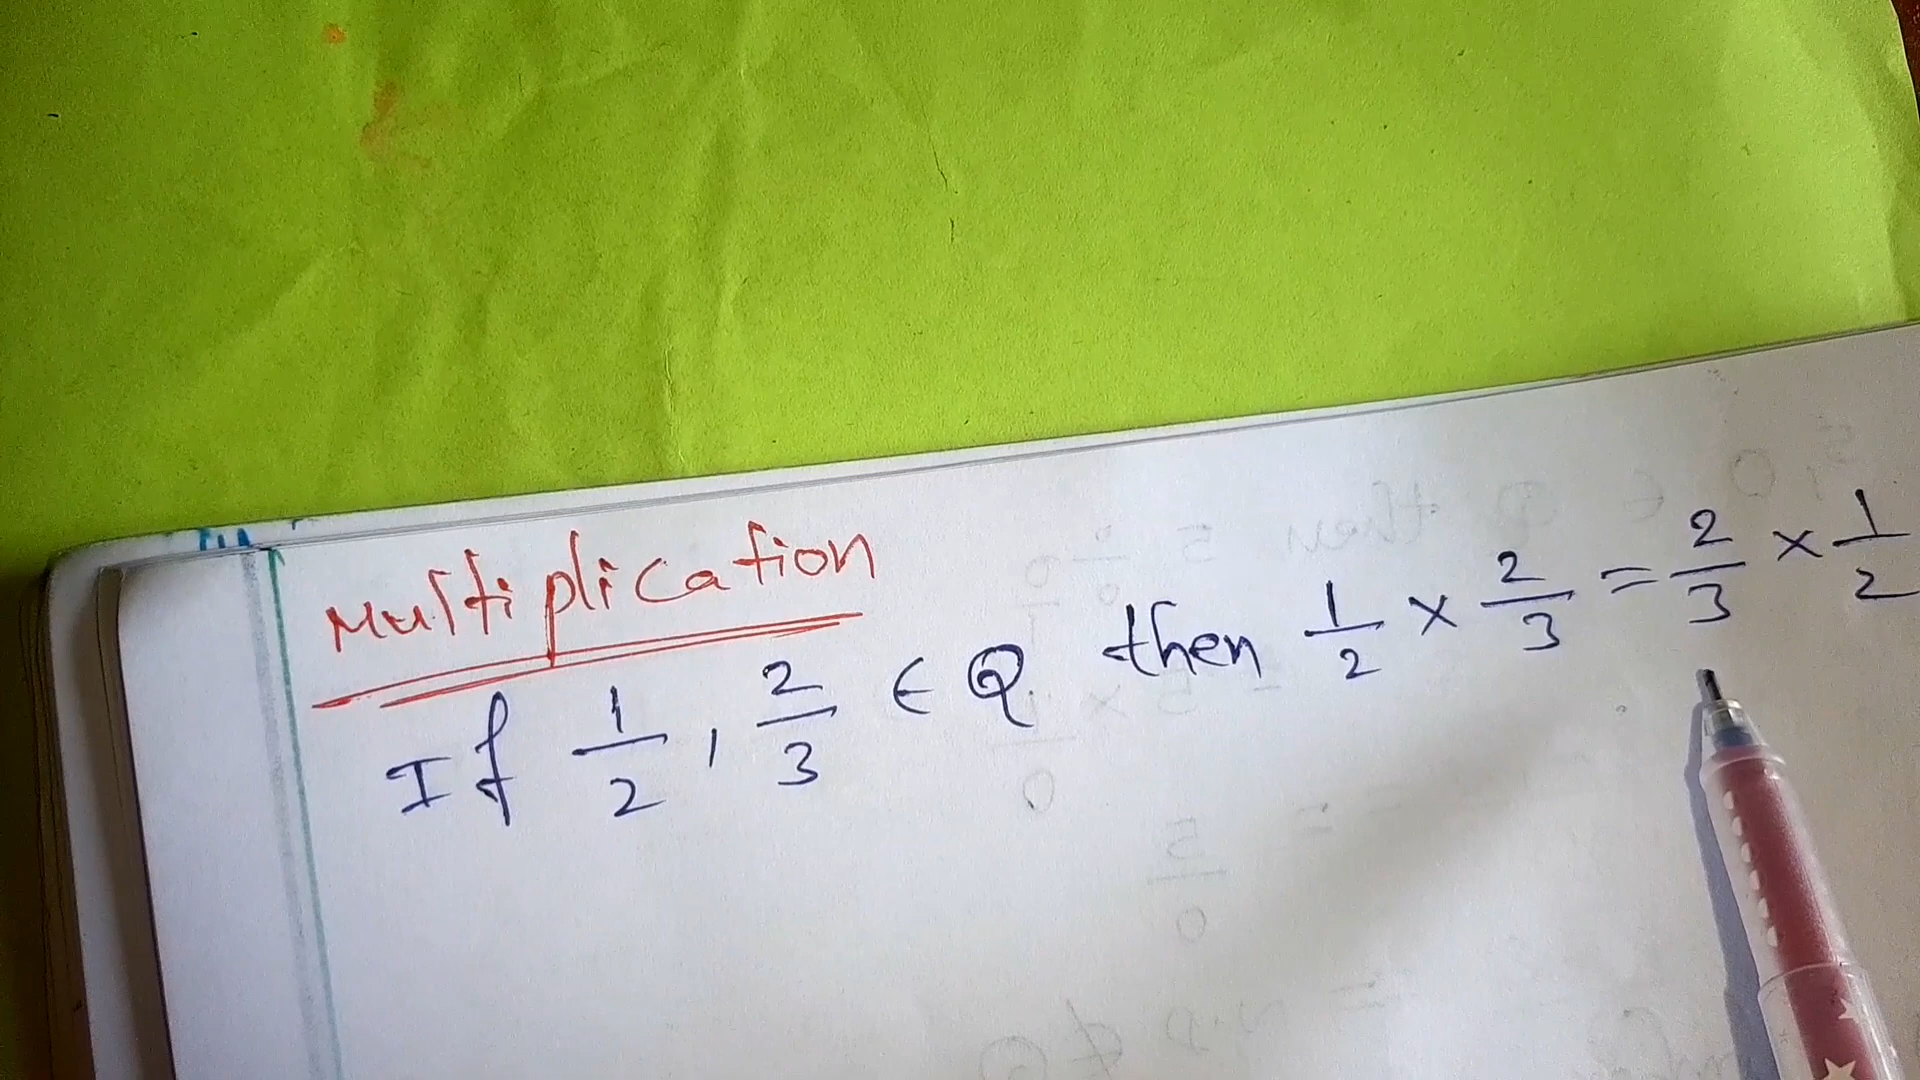 Multiplication
If 1/2 , 2/3 ∈ Q then 1/2 × 2/3 = 2/3 × 1/2